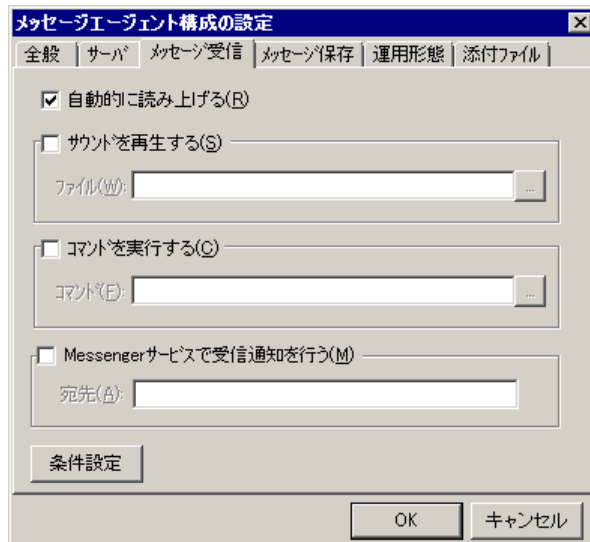 メッセージエージェント構成の設定
全般 サーバ メッセージ受信 メッセージ保存 運用形態 添付ファイル
自動的に読み上げる(R)
サウンドを再生する(S)
ファイル(W):
...
コマンドを実行する(C)
コマンド(F):
...
Messengerサービスで受信通知を行う(M)
宛先(A):
条件設定
OK キャンセル